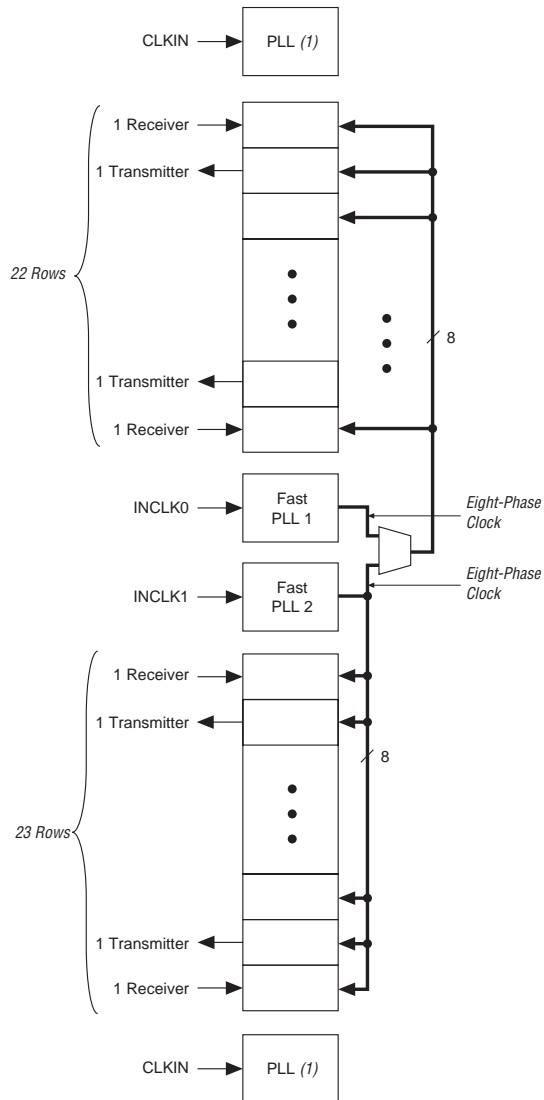 CLKIN
PLL (1)
1 Receiver
1 Transmitter
22 Rows
8
1 Transmitter
1 Receiver
INCLK0
Fast
PLL 1
Eight-Phase
Clock
INCLK1
Fast
PLL 2
Eight-Phase
Clock
1 Receiver
1 Transmitter
8
23 Rows
1 Transmitter
1 Receiver
CLKIN
PLL (1)